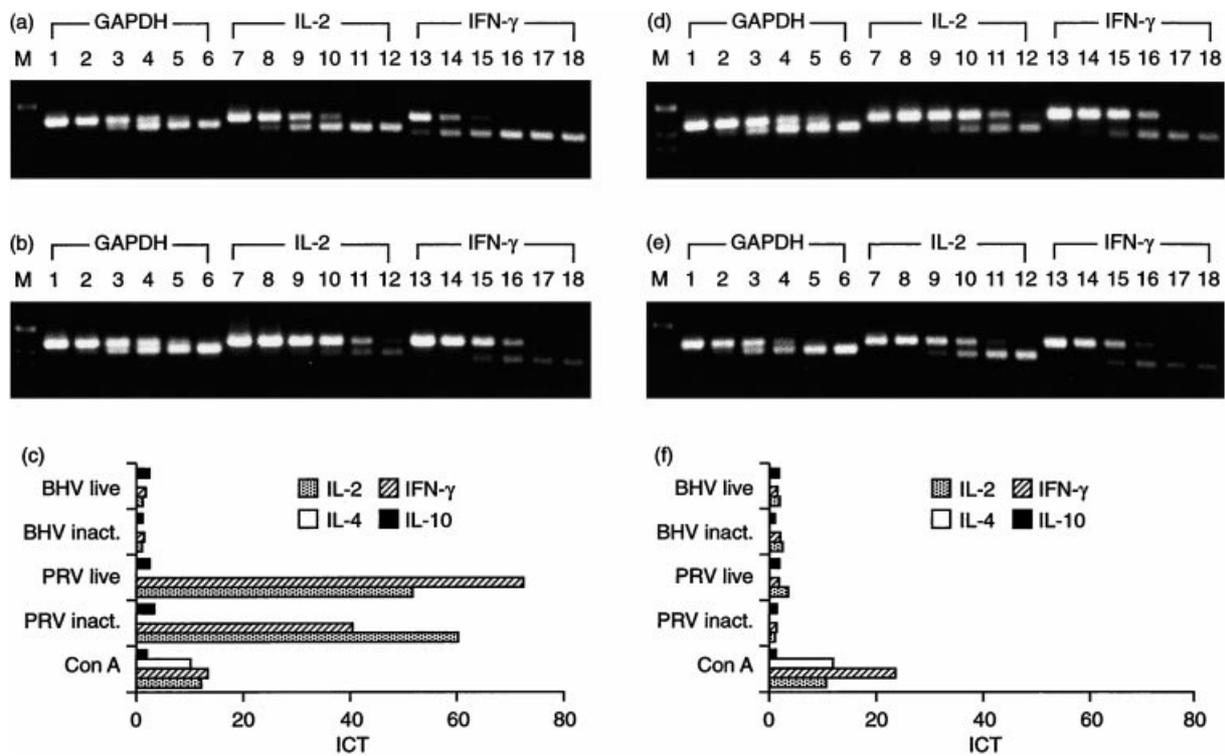 (a) GAPDH IL-2 IFN-γ
M 1 2 3 4 5 6 7 8 9 10 11 12 13 14 15 16 17 18
(d) GAPDH IL-2 IFN-γ
M 1 2 3 4 5 6 7 8 9 10 11 12 13 14 15 16 17 18
(b) GAPDH IL-2 IFN-γ
M 1 2 3 4 5 6 7 8 9 10 11 12 13 14 15 16 17 18
(e) GAPDH IL-2 IFN-γ
M 1 2 3 4 5 6 7 8 9 10 11 12 13 14 15 16 17 18
(c)
IL-2 IFN-γ
IL-4 IL-10
BHV live
BHV inact.
PRV live
PRV inact.
Con A
0 20 40 60 80
ICT
(f)
IL-2 IFN-γ
IL-4 IL-10
BHV live
BHV inact.
PRV live
PRV inact.
Con A
0 20 40 60 80
ICT